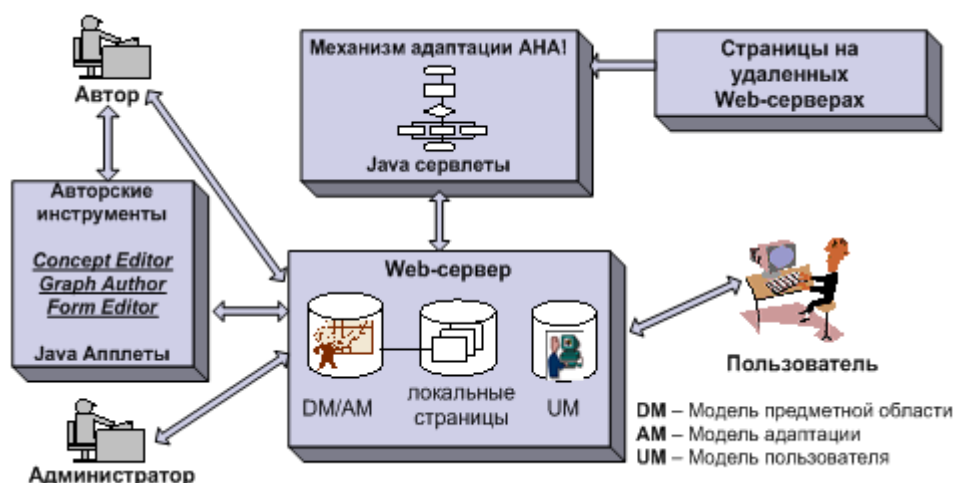 Автор
Механизм адаптации АНА!
Java сервлеты
Страницы на
удаленных
Web-серверах
Авторские
инструменты
Concept Editor
Graph Author
Form Editor
Java Апплеты
Web-сервер
DM/AM
локальные
страницы
UM
Пользователь
DM – Модель предметной области
AM – Модель адаптации
UM – Модель пользователя
Администратор